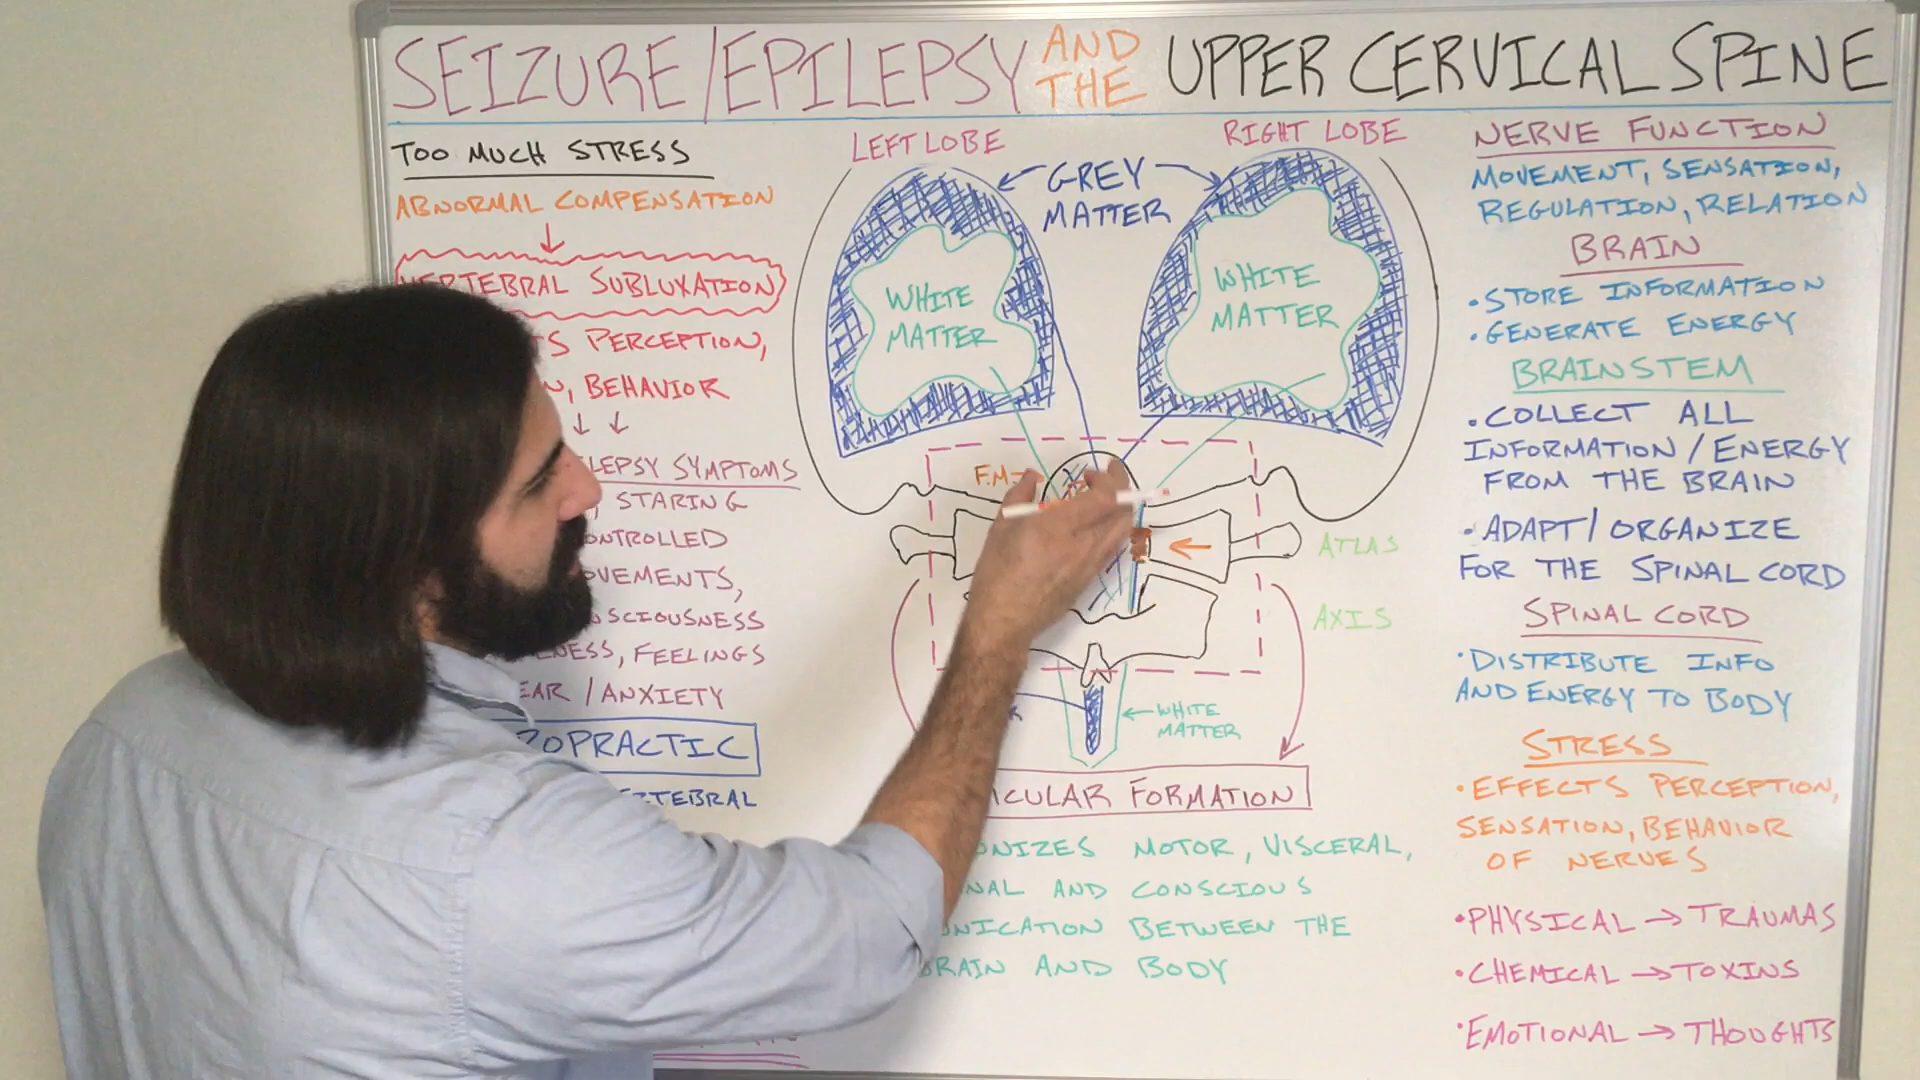 SEIZURE/EPILEPSY AND THE UPPER CERVICAL SPINE
TOO MUCH STRESS
ABNORMAL COMPENSATION
VERTEBRAL SUBLUXATION
PERCEPTION,
BEHAVIOR
SYMPTOMS
STARING
FEELINGS
/ANXIETY
LEFT LOBE
RIGHT LOBE
GREY
MATTER
WHITE
MATTER
WHITE
MATTER
F.M
ATLAS
AXIS
WHITE
MATTER
FORMATION
MOTOR, VISCERAL,
AND CONSCIOUS
BETWEEN THE
BRAIN AND BODY
NERVE FUNCTION
MOVEMENT, SENSATION,
REGULATION, RELATION
BRAIN
•STORE INFORMATION
•GENERATE ENERGY
BRAINSTEM
•COLLECT ALL
INFORMATION/ENERGY
FROM THE BRAIN
•ADAPT/ORGANIZE
FOR THE SPINAL CORD
SPINAL CORD
•DISTRIBUTE INFO
AND ENERGY TO BODY
STRESS
•EFFECTS PERCEPTION,
SENSATION, BEHAVIOR
OF NERVES
•PHYSICAL → TRAUMAS
•CHEMICAL → TOXINS
•EMOTIONAL → THOUGHTS